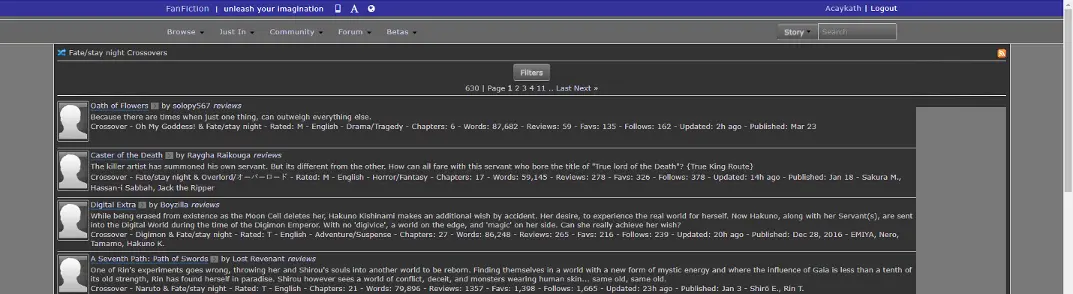 FanFiction | unleash your imagination A
Acaykath | Logout
Browse Just In Community Forum Betas Story Search
Fate/stay night Crossovers
Filters
630 | Page 1 2 3 4 11 .. Last Next »
Oath of Flowers by solopy567 reviews
Because there are times when just one thing, can outweigh everything else.
Crossover - Oh My Goddess! & Fate/stay night - Rated: M - English - Drama/Tragedy - Chapters: 6 - Words: 87,682 - Reviews: 59 - Favs: 135 - Follows: 162 - Updated: 2h ago - Published: Mar 23
Caster of the Death by Raygha Raikouga reviews
The killer artist has summoned his own servant. But its different from the other. How can all fare with this servant who bore the title of "True lord of the Death"? {True King Route}
Crossover - Fate/stay night & Overlord/オーバーロード - Rated: M - English - Horror/Fantasy - Chapters: 17 - Words: 59,145 - Reviews: 278 - Favs: 326 - Follows: 378 - Updated: 14h ago - Published: Jan 18 - Sakura M.,
Hassan-i Sabbah, Jack the Ripper
Digital Extra by Boyzilla reviews
While being erased from existence as the Moon Cell deletes her, Hakuno Kishinami makes an additional wish by accident. Her desire, to experience the real world for herself. Now Hakuno, along with her Servant(s), are sent
into the Digital World during the time of the Digimon Emperor. With no 'digivice', a world on the edge, and 'magic' on her side. Can she really achieve her wish?
Crossover - Digimon & Fate/stay night - Rated: T - English - Adventure/Suspense - Chapters: 27 - Words: 86,248 - Reviews: 265 - Favs: 216 - Follows: 239 - Updated: 20h ago - Published: Dec 28, 2016 - EMIYA, Nero,
Tamamo, Hakuno K.
A Seventh Path: Path of Swords by Lost Revenant reviews
One of Rin's experiments goes wrong, throwing her and Shirou's souls into another world to be reborn. Finding themselves in a world with a new form of mystic energy and where the influence of Gaia is less than a tenth of
its old strength, Rin has found herself in paradise. Shirou however sees a world of conflict, deceit, and monsters wearing human skin... same old, same old.
Crossover - Naruto & Fate/stay night - Rated: T - English - Chapters: 21 - Words: 79,896 - Reviews: 1357 - Favs: 1,398 - Follows: 1,665 - Updated: 23h ago - Published: Jan 3 - Shirō E., Rin T.